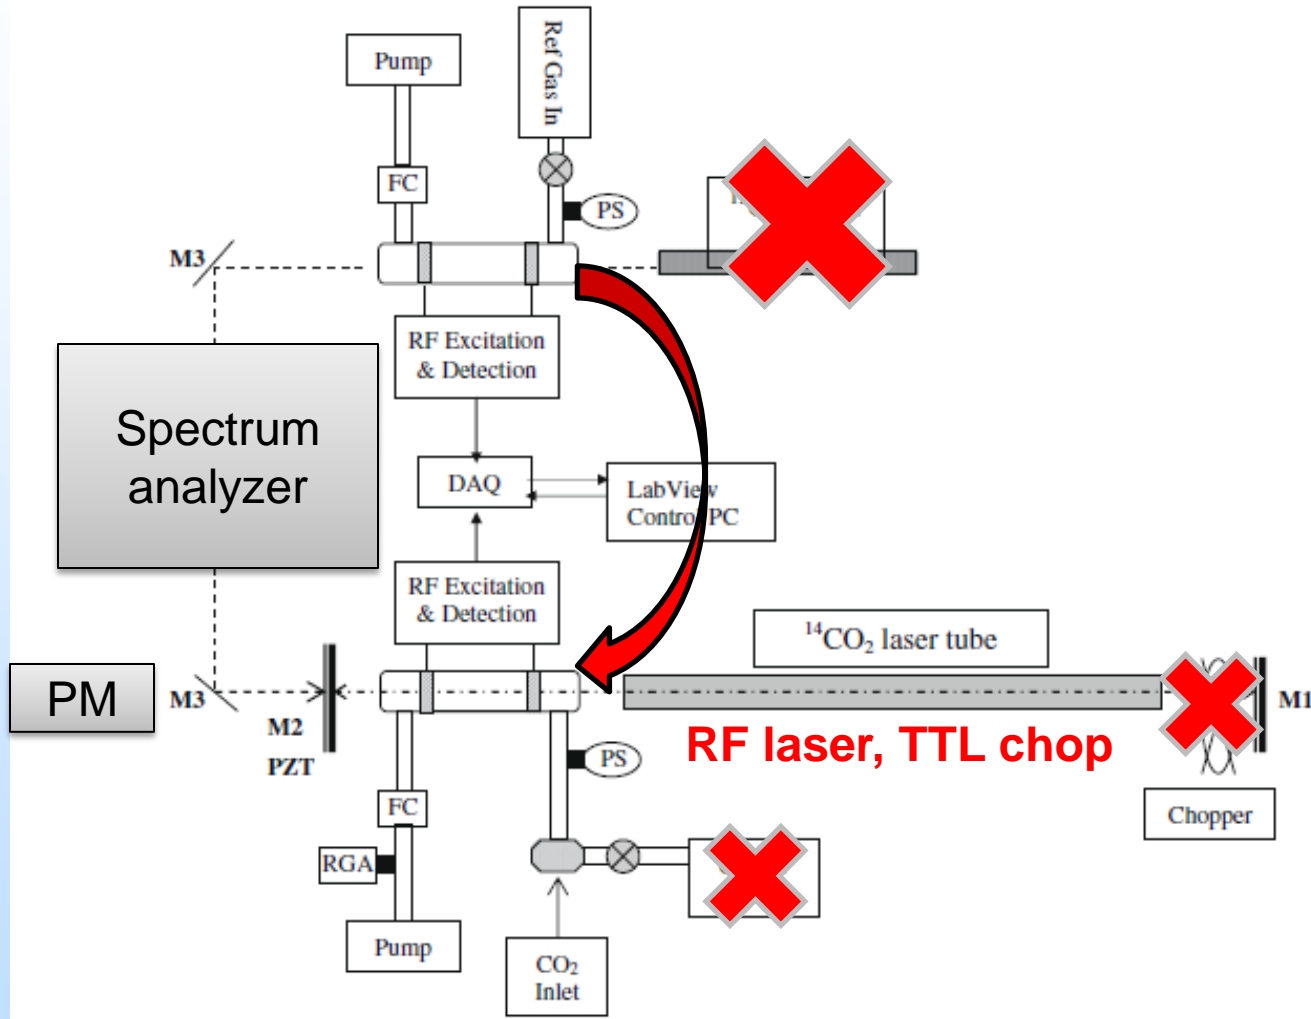 Pump
Ref Gas In
FC
PS
M3
RF Excitation
& Detection
Spectrum
analyzer
DAQ
LabView
Control PC
RF Excitation
& Detection
14CO2 laser tube
PM
M3
M2
PZT
M1
RF laser, TTL chop
PS
FC
Chopper
RGA
Pump
CO2
Inlet